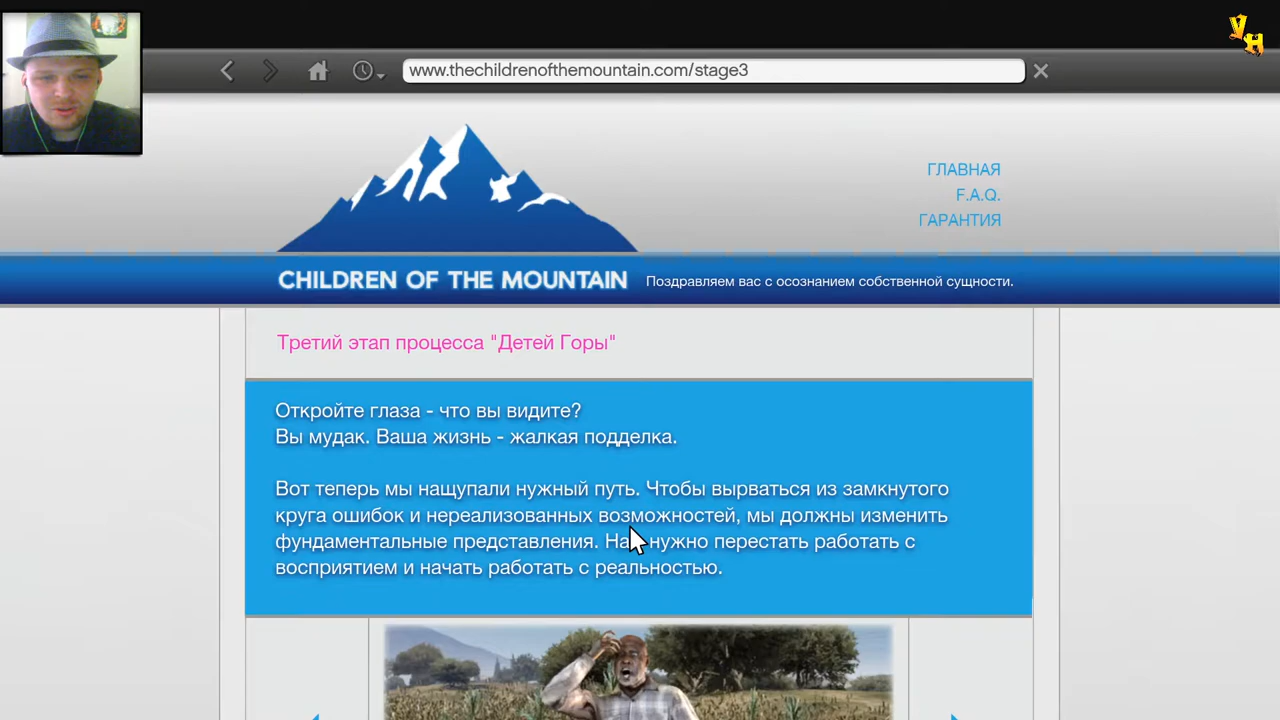 VH
www.thechildrenofthemountain.com/stage3
ГЛАВНАЯ
F.A.Q.
ГАРАНТИЯ
CHILDREN OF THE MOUNTAIN
Поздравляем вас с осознанием собственной сущности.
Третий этап процесса "Детей Горы"
Откройте глаза - что вы видите?
Вы мудак. Ваша жизнь - жалкая подделка.
Вот теперь мы нащупали нужный путь. Чтобы вырваться из замкнутого
круга ошибок и нереализованных возможностей, мы должны изменить
фундаментальные представления. Нам нужно перестать работать с
восприятием и начать работать с реальностью.